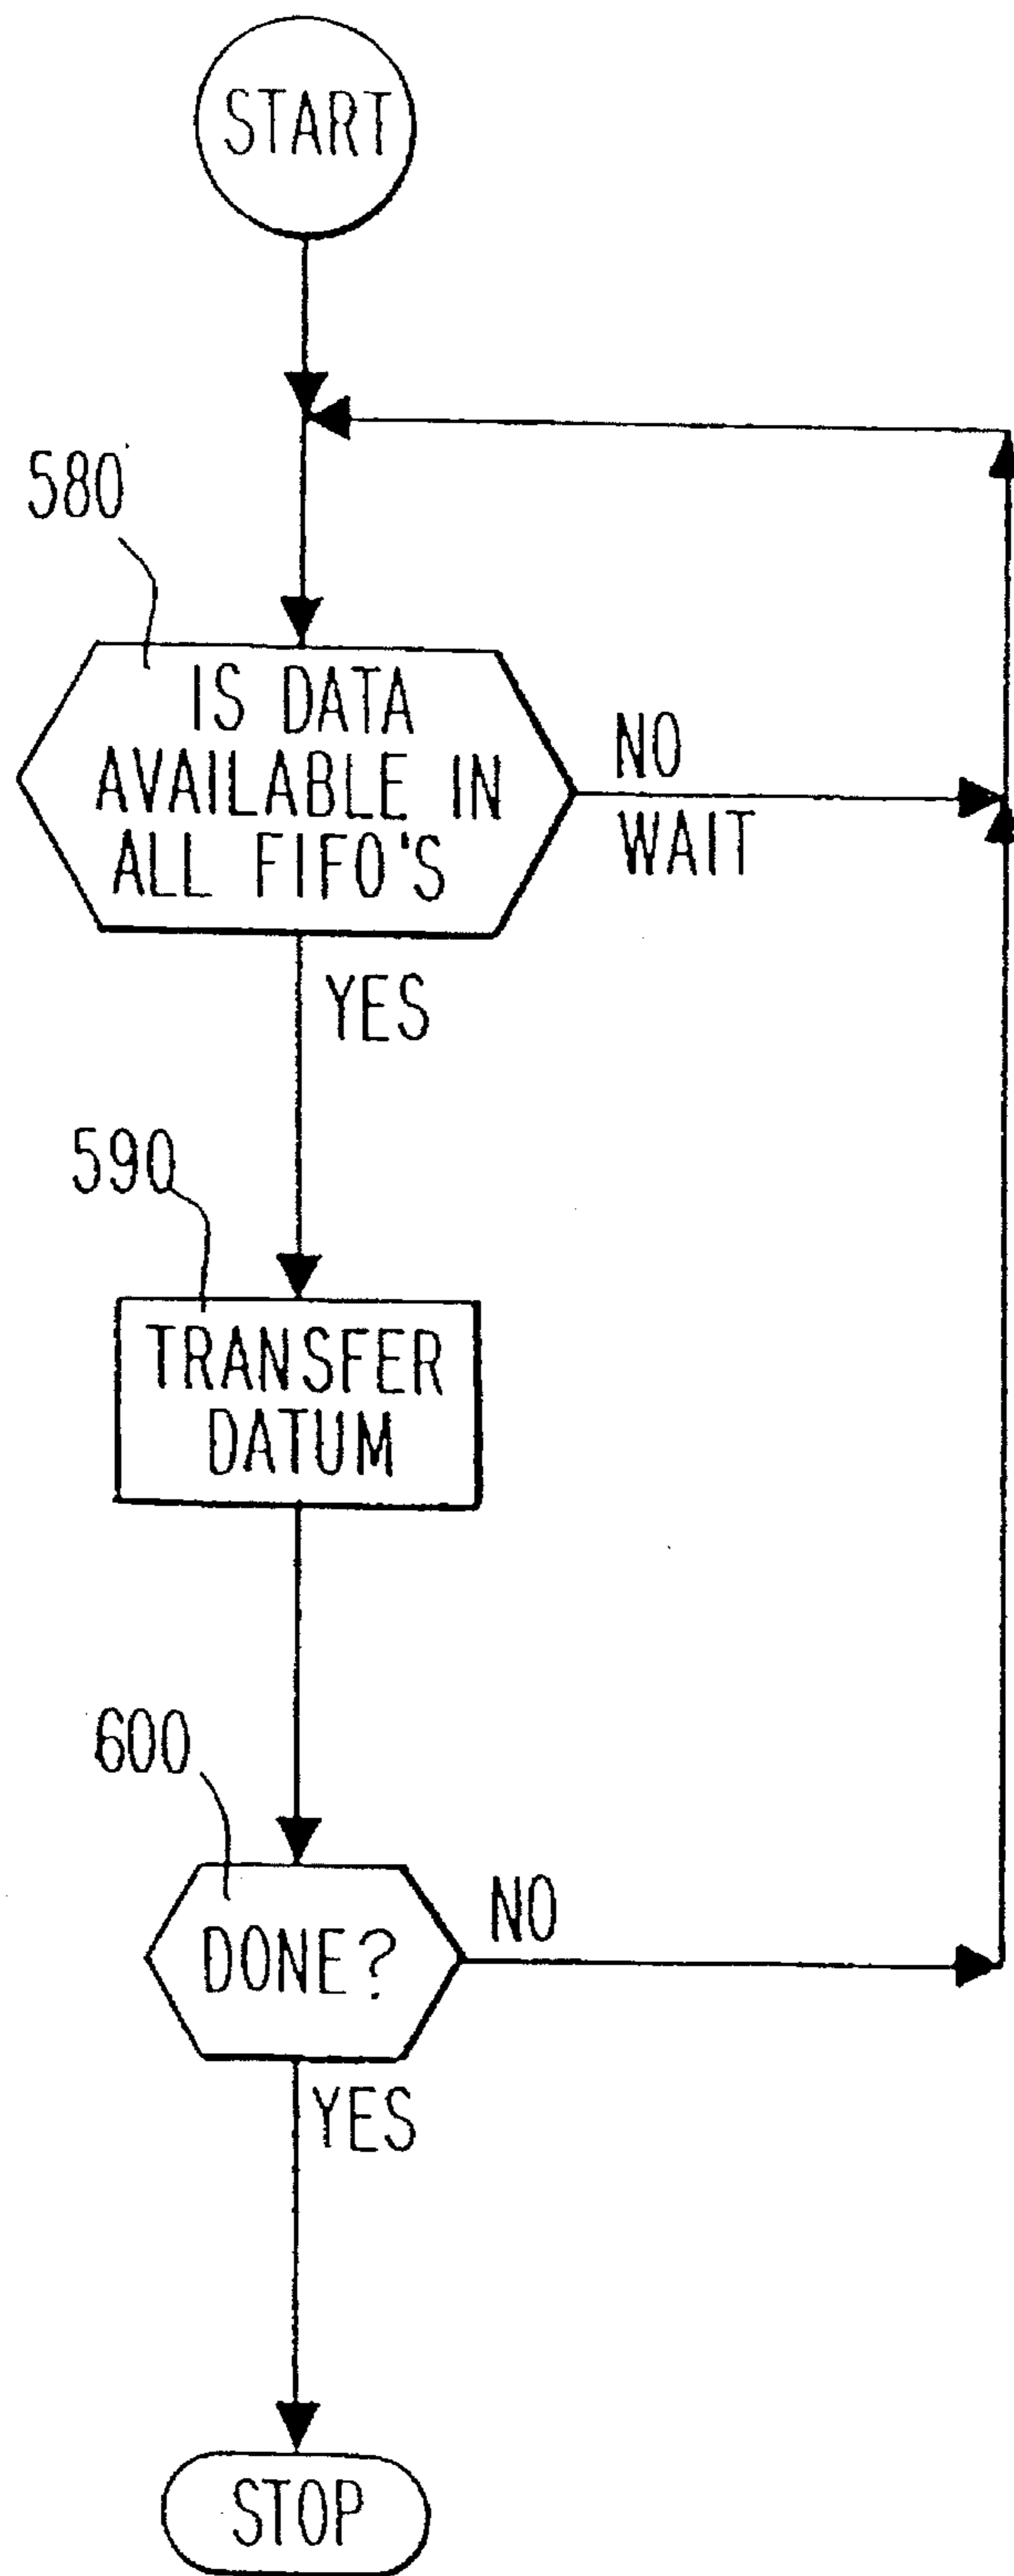 START
580
IS DATA
AVAILABLE IN
ALL FIFO'S
NO
WAIT
YES
590
TRANSFER
DATUM
600
DONE?
NO
YES
STOP